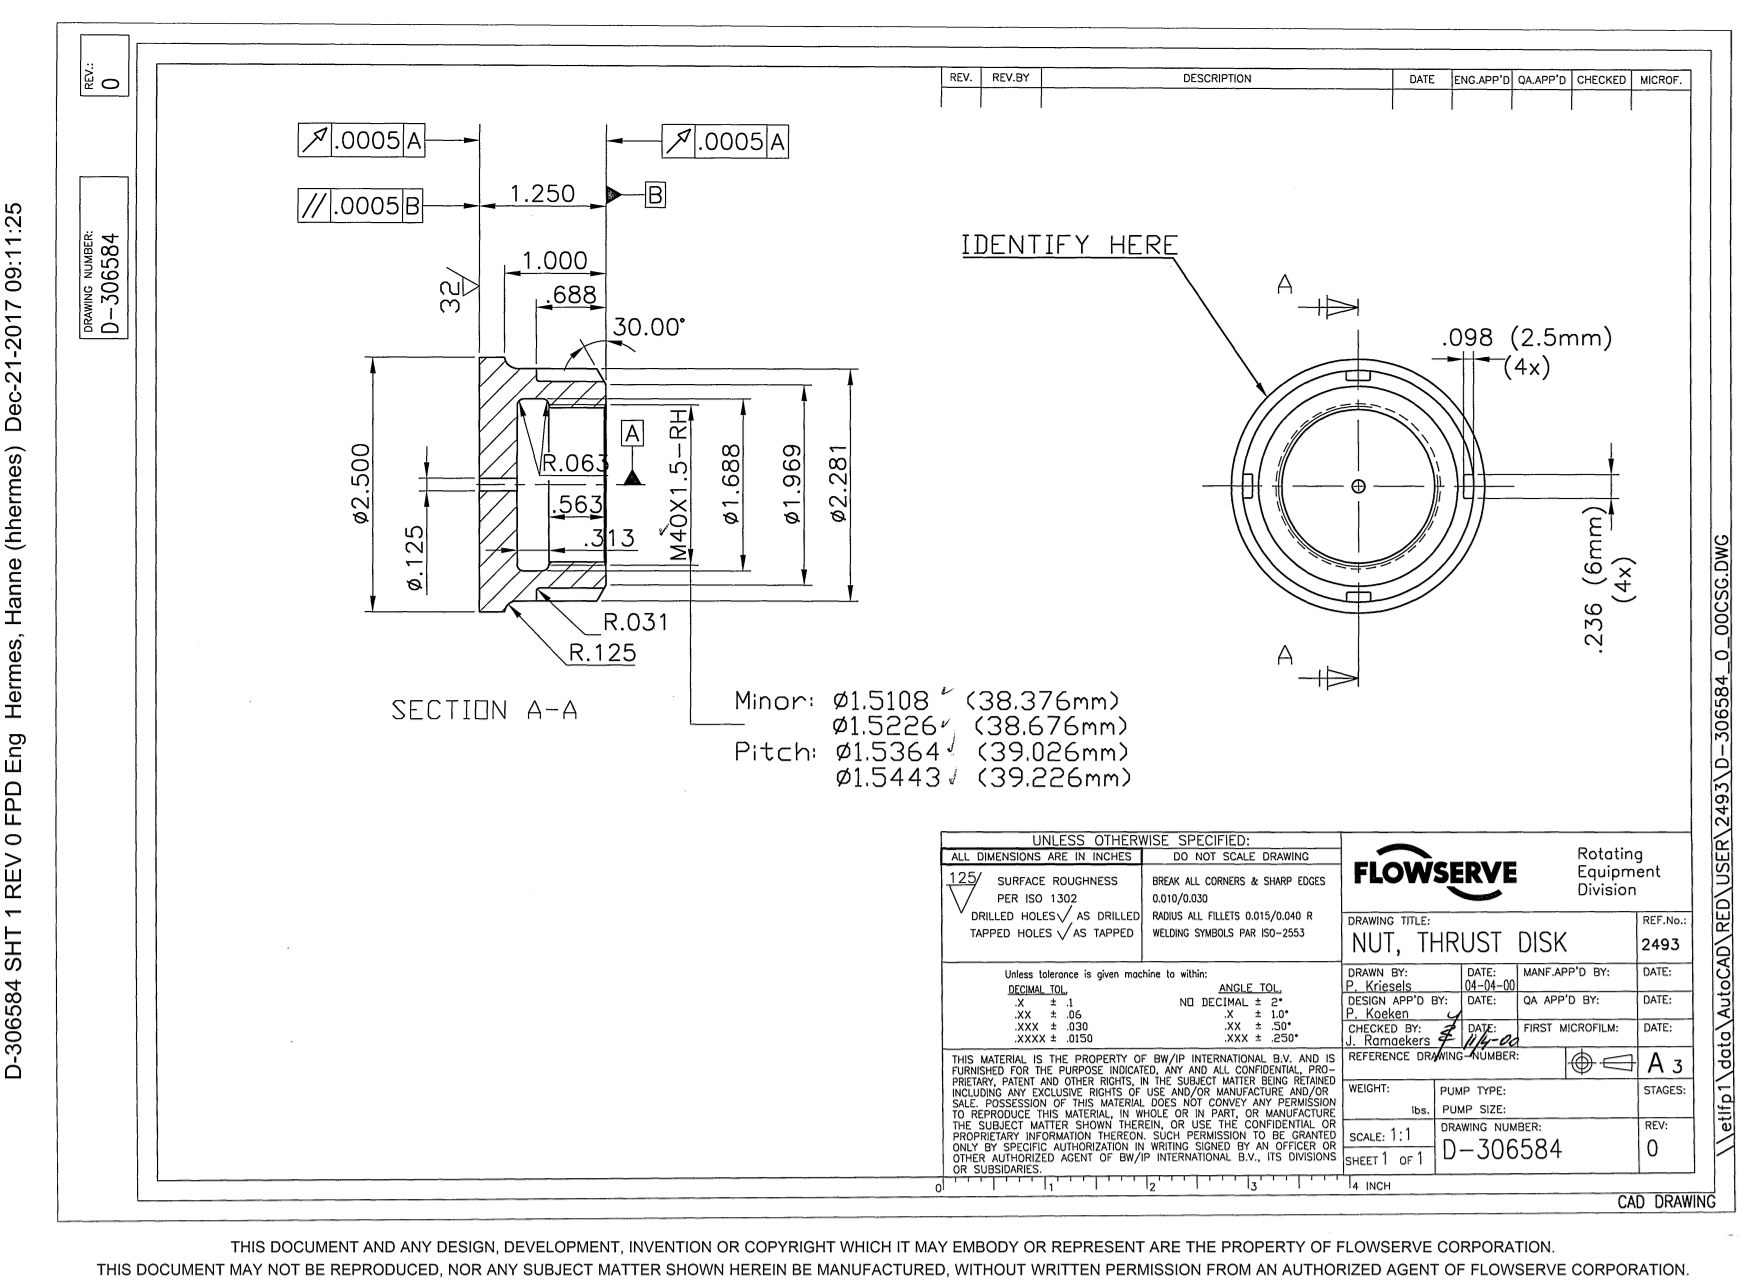 REV.:
0
DRAWING NUMBER:
D-306584
D-306584 SHT 1 REV 0 FPD Eng Hermes, Hanne (hhermes) Dec-21-2017 09:11:25
REV. REV.BY DESCRIPTION DATE ENG.APP'D QA.APP'D CHECKED MICROF.
.0005 A
.0005 A
// .0005 B
1.250
B
1.000
32
.688
30.00°
ø2.500
ø.125
R.063
A
.563
.313
M40X1.5-RH
ø1.688
ø1.969
ø2.281
R.031
R.125
SECTION A-A
IDENTIFY HERE
A
.098 (2.5mm)
(4x)
.236 (6mm)
(4x)
A
Minor: ø1.5108 (38.376mm)
ø1.5226 (38.676mm)
Pitch: ø1.5364 (39.026mm)
ø1.5443 (39.226mm)
UNLESS OTHERWISE SPECIFIED:
ALL DIMENSIONS ARE IN INCHES
DO NOT SCALE DRAWING
125/ SURFACE ROUGHNESS
PER ISO 1302
DRILLED HOLES √ AS DRILLED
TAPPED HOLES √ AS TAPPED
BREAK ALL CORNERS & SHARP EDGES
0.010/0.030
RADIUS ALL FILLETS 0.015/0.040 R
WELDING SYMBOLS PAR ISO-2553
Unless tolerance is given machine to within:
DECIMAL TOL. ANGLE TOL.
.X ± .1 NO DECIMAL ± 2°
.XX ± .06 .X ± 1.0°
.XXX ± .030 .XX ± .50°
.XXXX ± .0150 .XXX ± .250°
THIS MATERIAL IS THE PROPERTY OF BW/IP INTERNATIONAL B.V. AND IS
FURNISHED FOR THE PURPOSE INDICATED, ANY AND ALL CONFIDENTIAL, PRO-
PRIETARY, PATENT AND OTHER RIGHTS, IN THE SUBJECT MATTER BEING RETAINED
INCLUDING ANY EXCLUSIVE RIGHTS OF USE AND/OR MANUFACTURE AND/OR
SALE. POSSESSION OF THIS MATERIAL DOES NOT CONVEY ANY PERMISSION
TO REPRODUCE THIS MATERIAL, IN WHOLE OR IN PART, OR MANUFACTURE
THE SUBJECT MATTER SHOWN THEREIN, OR USE THE CONFIDENTIAL OR
PROPRIETARY INFORMATION THEREON. SUCH PERMISSION TO BE GRANTED
ONLY BY SPECIFIC AUTHORIZATION IN WRITING SIGNED BY AN OFFICER OR
OTHER AUTHORIZED AGENT OF BW/IP INTERNATIONAL B.V., ITS DIVISIONS
OR SUBSIDARIES.
FLOWSERVE
Rotating
Equipment
Division
DRAWING TITLE:
NUT, THRUST DISK
REF.No.:
2493
DRAWN BY: DATE: MANF.APP'D BY: DATE:
P. Kriesels 04-04-00
DESIGN APP'D BY: DATE: QA APP'D BY: DATE:
P. Koeken
CHECKED BY: DATE: FIRST MICROFILM: DATE:
J. Ramaekers 11/4-00
REFERENCE DRAWING-NUMBER:
A 3
WEIGHT:
lbs.
PUMP TYPE:
PUMP SIZE:
STAGES:
SCALE: 1:1
SHEET 1 OF 1
DRAWING NUMBER:
D-306584
REV:
0
0 1 2 3 4 INCH
CAD DRAWING
\\etlfp1\data\AutoCAD\RED\USER\2493\D-306584_0_00CSG.DWG
THIS DOCUMENT AND ANY DESIGN, DEVELOPMENT, INVENTION OR COPYRIGHT WHICH IT MAY EMBODY OR REPRESENT ARE THE PROPERTY OF FLOWSERVE CORPORATION.
THIS DOCUMENT MAY NOT BE REPRODUCED, NOR ANY SUBJECT MATTER SHOWN HEREIN BE MANUFACTURED, WITHOUT WRITTEN PERMISSION FROM AN AUTHORIZED AGENT OF FLOWSERVE CORPORATION.